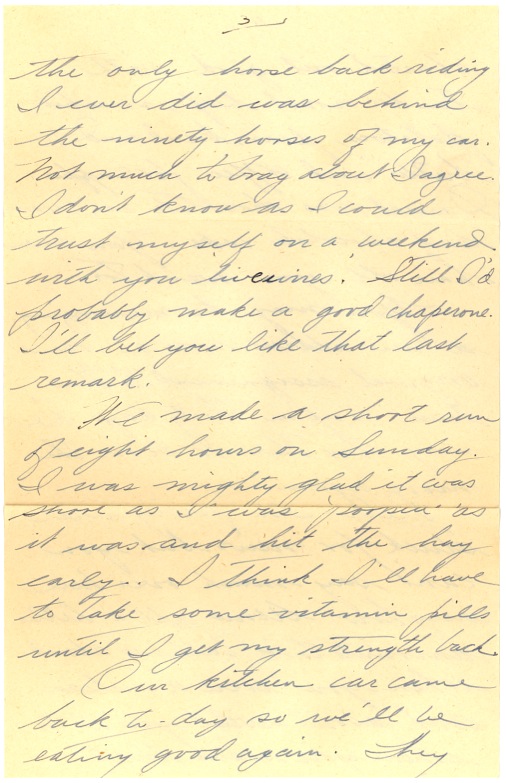 2
the only horse back riding
I ever did was behind
the ninety horses of my car.
Not much to brag about I agree.
I don't know as I could
trust myself on a weekend
with you "livewires." Still I'd
probably make a good chaperone.
I'll bet you like that last
remark.
We made a short run
of eight hours on Sunday.
I was mighty glad it was
short as I was "pooped" as
it was and hit the hay
early. I think I'll have
to take some vitamin pills
until I get my strength back.
Our kitchen car came
back to-day so we'll be
eating good again. They